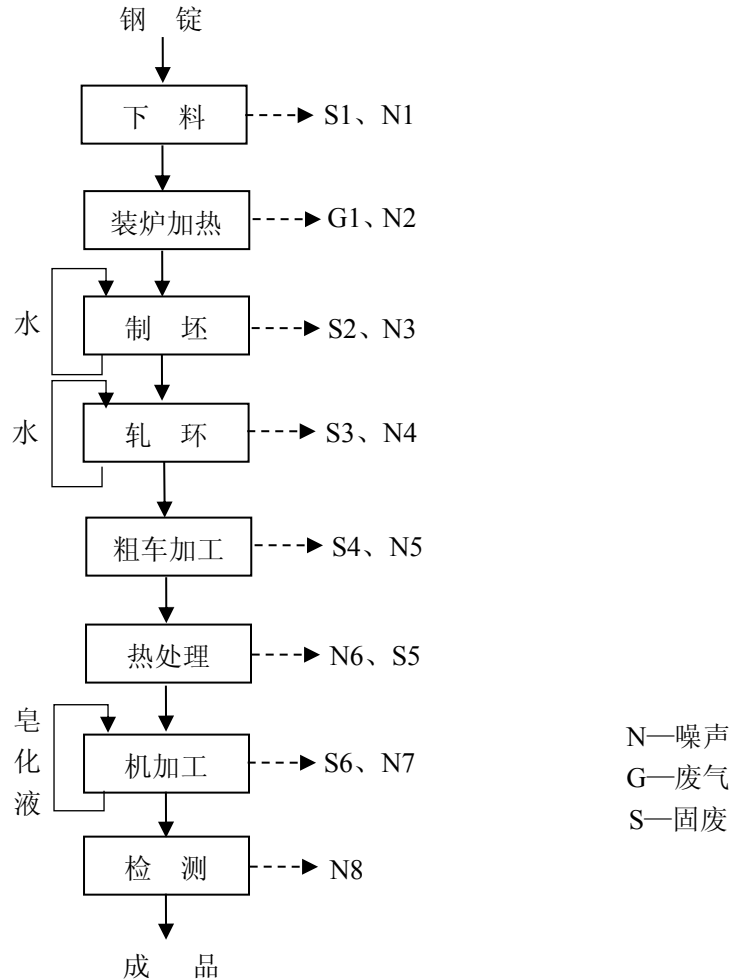 钢 锭
下 料
S1、N1
装炉加热
G1、N2
水
制 坯
S2、N3
水
轧 环
S3、N4
粗车加工
S4、N5
热处理
N6、S5
皂化液
机加工
S6、N7
N—噪声
G—废气
S—固废
检 测
N8
成 品